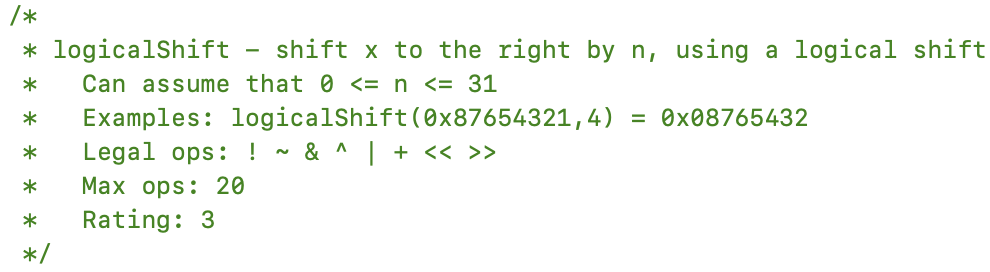 /*
 * logicalShift - shift x to the right by n, using a logical shift
 *   Can assume that 0 <= n <= 31
 *   Examples: logicalShift(0x87654321,4) = 0x08765432
 *   Legal ops: ! ~ & ^ | + << >>
 *   Max ops: 20
 *   Rating: 3
 */